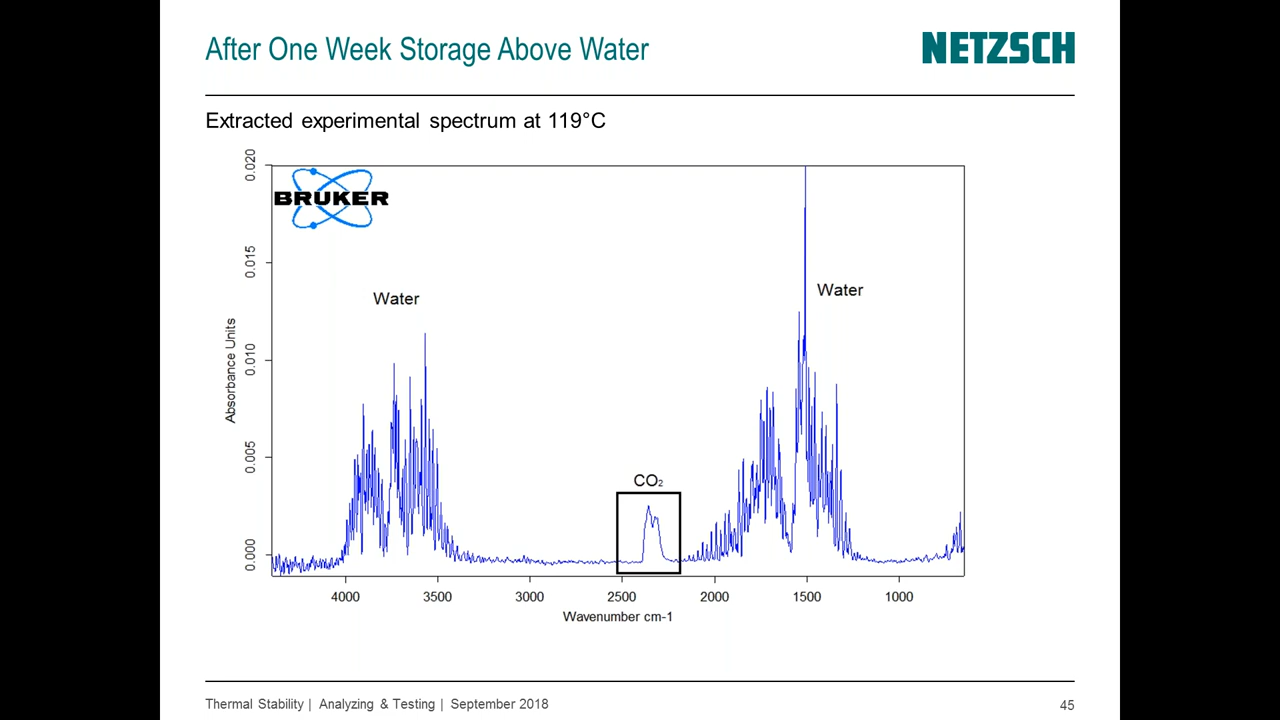 After One Week Storage Above Water
NETZSCH
Extracted experimental spectrum at 119°C
BRUKER
Absorbance Units
0.020
0.015
0.010
0.005
0.000
Water
Water
CO₂
4000 3500 3000 2500 2000 1500 1000
Wavenumber cm-1
Thermal Stability | Analyzing & Testing | September 2018
45